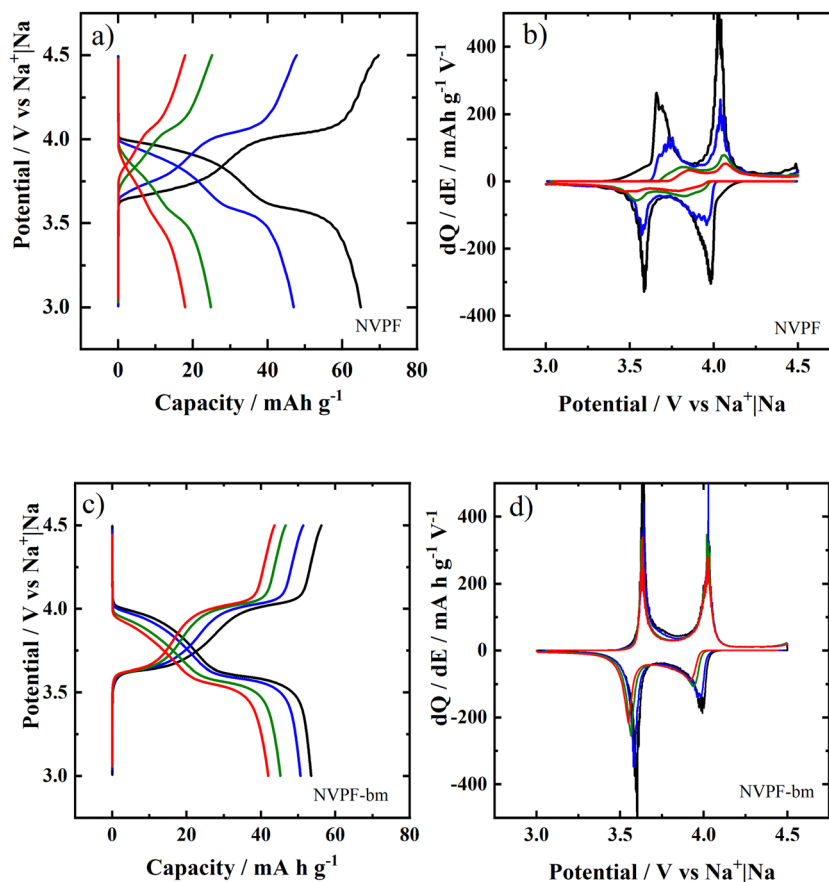 a)
4.5
4.0
3.5
3.0
Potential / V vs Na⁺|Na
NVPF
0 20 40 60 80
Capacity / mAh g⁻¹
b)
400
200
0
-200
-400
dQ / dE / mAh g⁻¹ V⁻¹
NVPF
3.0 3.5 4.0 4.5
Potential / V vs Na⁺|Na
c)
4.5
4.0
3.5
3.0
Potential / V vs Na⁺|Na
NVPF-bm
0 20 40 60 80
Capacity / mA h g⁻¹
d)
400
200
0
-200
-400
dQ / dE / mA h g⁻¹ V⁻¹
NVPF-bm
3.0 3.5 4.0 4.5
Potential / V vs Na⁺|Na